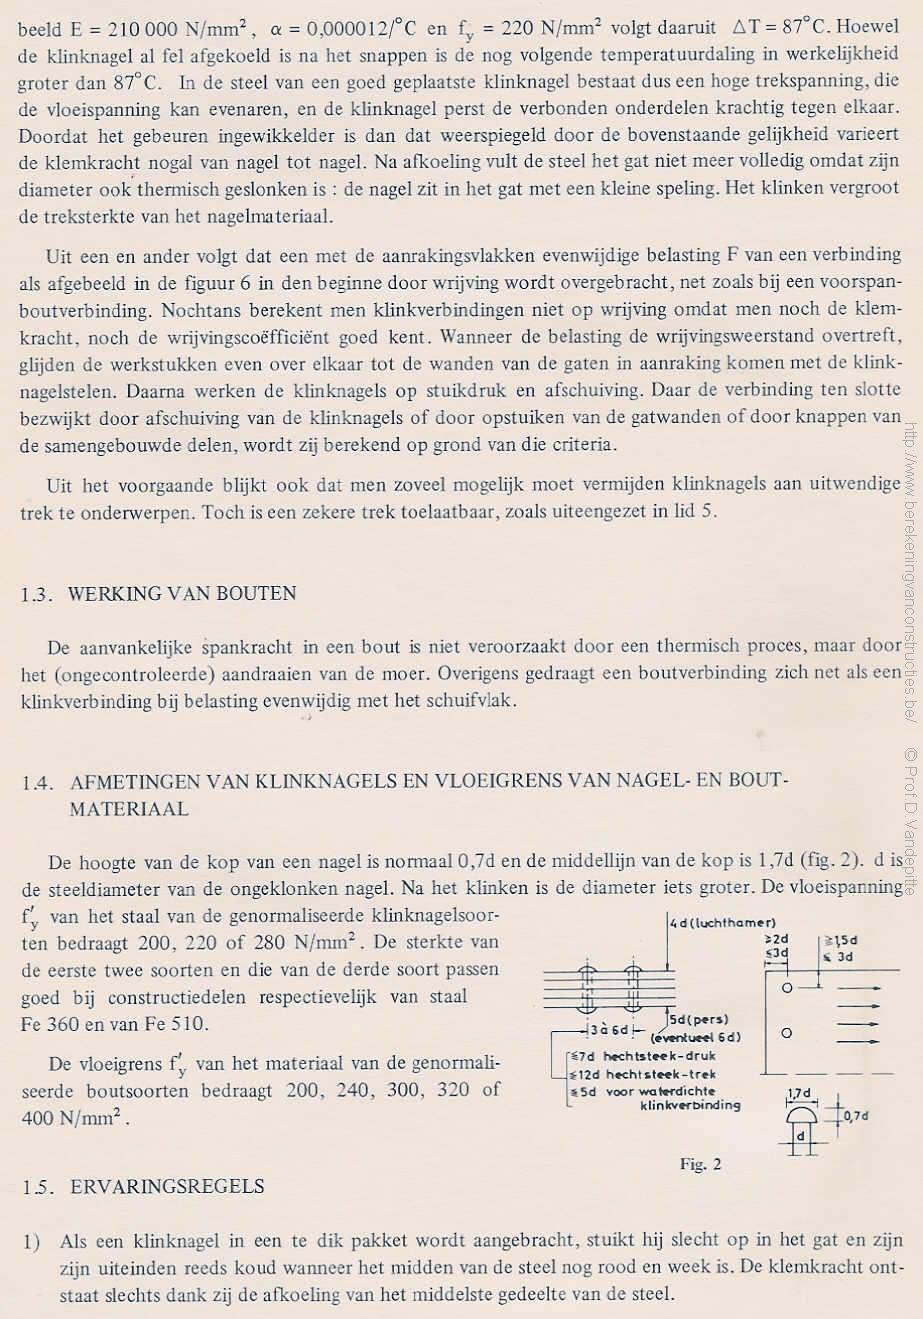 beeld E = 210 000 N/mm², α = 0,000012/°C en f_y = 220 N/mm² volgt daaruit ΔT = 87°C. Hoewel
de klinknagel al fel afgekoeld is na het snappen is de nog volgende temperatuurdaling in werkelijkheid
groter dan 87°C. In de steel van een goed geplaatste klinknagel bestaat dus een hoge trekspanning, die
de vloeispanning kan evenaren, en de klinknagel perst de verbonden onderdelen krachtig tegen elkaar.
Doordat het gebeuren ingewikkelder is dan dat weerspiegeld door de bovenstaande gelijkheid varieert
de klemkracht nogal van nagel tot nagel. Na afkoeling vult de steel het gat niet meer volledig omdat zijn
diameter ook thermisch geslonken is : de nagel zit in het gat met een kleine speling. Het klinken vergroot
de treksterkte van het nagelmateriaal.
Uit een en ander volgt dat een met de aanrakingsvlakken evenwijdige belasting F van een verbinding
als afgebeeld in de figuur 6 in den beginne door wrijving wordt overgebracht, net zoals bij een voorspan-
boutverbinding. Nochtans berekent men klinkverbindingen niet op wrijving omdat men noch de klem-
kracht, noch de wrijvingscoëfficiënt goed kent. Wanneer de belasting de wrijvingsweerstand overtreft,
glijden de werkstukken even over elkaar tot de wanden van de gaten in aanraking komen met de klink-
nagelstelen. Daarna werken de klinknagels op stuikdruk en afschuiving. Daar de verbinding ten slotte
bezwijkt door afschuiving van de klinknagels of door opstuiken van de gatwanden of door knappen van
de samengebouwde delen, wordt zij berekend op grond van die criteria.
Uit het voorgaande blijkt ook dat men zoveel mogelijk moet vermijden klinknagels aan uitwendige
trek te onderwerpen. Toch is een zekere trek toelaatbaar, zoals uiteengezet in lid 5.
1.3. WERKING VAN BOUTEN
De aanvankelijke spankracht in een bout is niet veroorzaakt door een thermisch proces, maar door
het (ongecontroleerde) aandraaien van de moer. Overigens gedraagt een boutverbinding zich net als een
klinkverbinding bij belasting evenwijdig met het schuifvlak.
1.4. AFMETINGEN VAN KLINKNAGELS EN VLOEIGRENS VAN NAGEL- EN BOUT-
MATERIAAL
De hoogte van de kop van een nagel is normaal 0,7d en de middellijn van de kop is 1,7d (fig. 2). d is
de steeldiameter van de ongeklonken nagel. Na het klinken is de diameter iets groter. De vloeispanning
f'_y van het staal van de genormaliseerde klinknagelsoor-
ten bedraagt 200, 220 of 280 N/mm². De sterkte van
de eerste twee soorten en die van de derde soort passen
goed bij constructiedelen respectievelijk van staal
Fe 360 en van Fe 510.
De vloeigrens f'_y van het materiaal van de genormali-
seerde boutsoorten bedraagt 200, 240, 300, 320 of
400 N/mm².
4d (luchthamer)
≥2d
≤3d
≥1,5d
≤ 3d
3 à 6d
5d (pers)
(eventueel 6d)
≤7d hechtsteek-druk
≤12d hechtsteek-trek
≤5d voor waterdichte
klinkverbinding
1,7d
0,7d
d
Fig. 2
1.5. ERVARINGSREGELS
1) Als een klinknagel in een te dik pakket wordt aangebracht, stuikt hij slecht op in het gat en zijn
zijn uiteinden reeds koud wanneer het midden van de steel nog rood en week is. De klemkracht ont-
staat slechts dank zij de afkoeling van het middelste gedeelte van de steel.
http://www.berekeningvanconstructies.be/ © Prof D Vandepitte